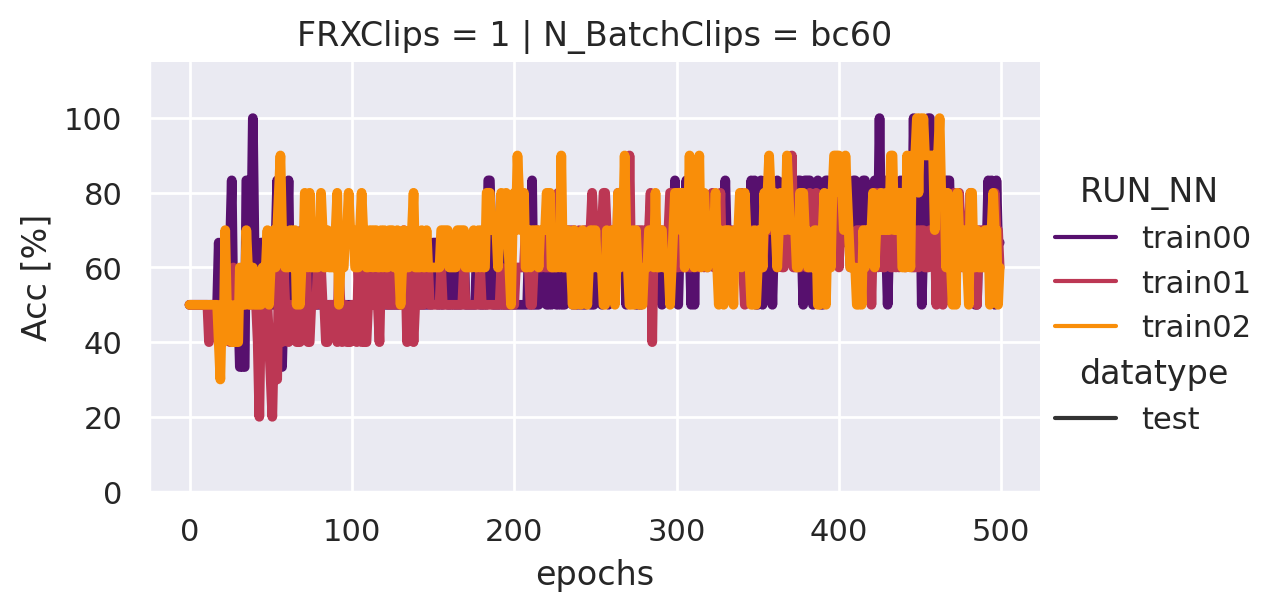 FRXClips = 1 | N_BatchClips = bc60
100
80
60
40
20
0
Acc [%]
0 100 200 300 400 500
epochs
RUN_NN
train00
train01
train02
datatype
test